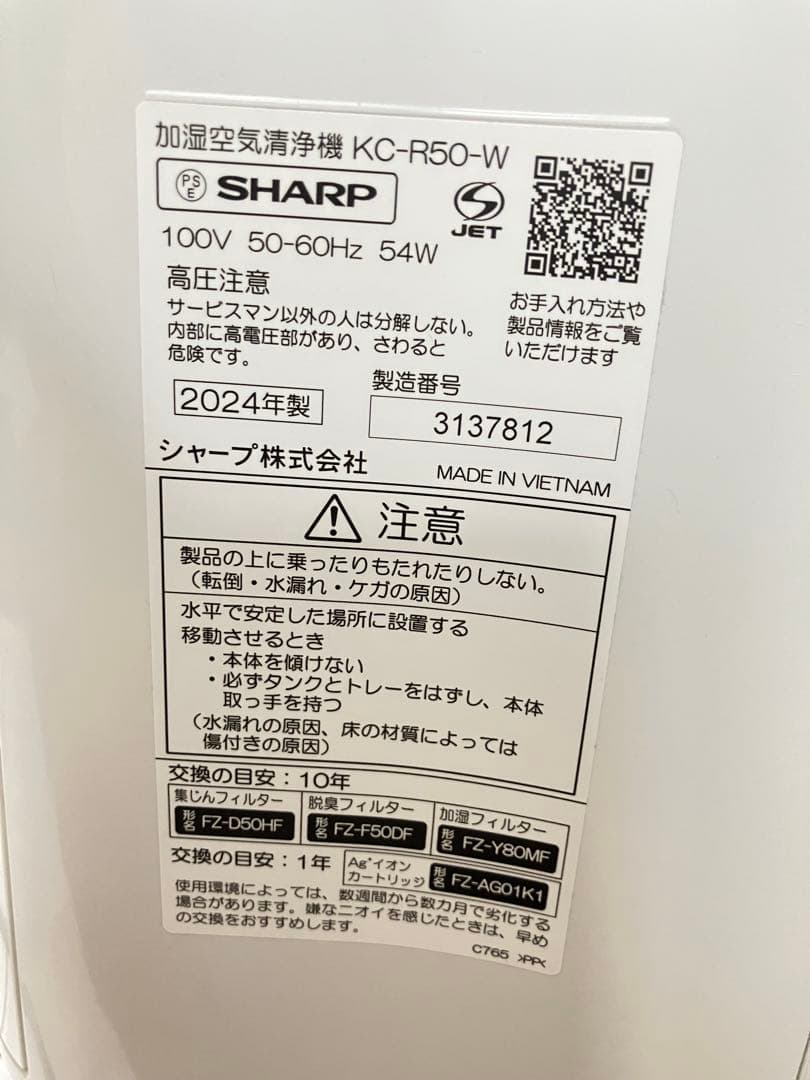 加湿空気清浄機 KC-R50-W
PS
E
SHARP
JET
100V 50-60Hz 54W
高圧注意
サービスマン以外の人は分解しない。
内部に高電圧部があり、さわると
危険です。
お手入れ方法や
製品情報をご覧
いただけます
2024年製
製造番号
3137812
シャープ株式会社
MADE IN VIETNAM
注意
製品の上に乗ったりもたれたりしない。
（転倒・水漏れ・ケガの原因）
水平で安定した場所に設置する
移動させるとき
・本体を傾けない
・必ずタンクとトレーをはずし、本体
取っ手を持つ
（水漏れの原因、床の材質によっては
傷付きの原因）
交換の目安：10年
集じんフィルター
形名 FZ-D50HF
脱臭フィルター
形名 FZ-F50DF
加湿フィルター
形名 FZ-Y80MF
交換の目安：1年
Ag⁺イオン
カートリッジ
形名 FZ-AG01K1
使用環境によっては、数週間から数カ月で劣化する
場合があります。嫌なニオイを感じたときは、早め
の交換をおすすめします。
C765 >PP<